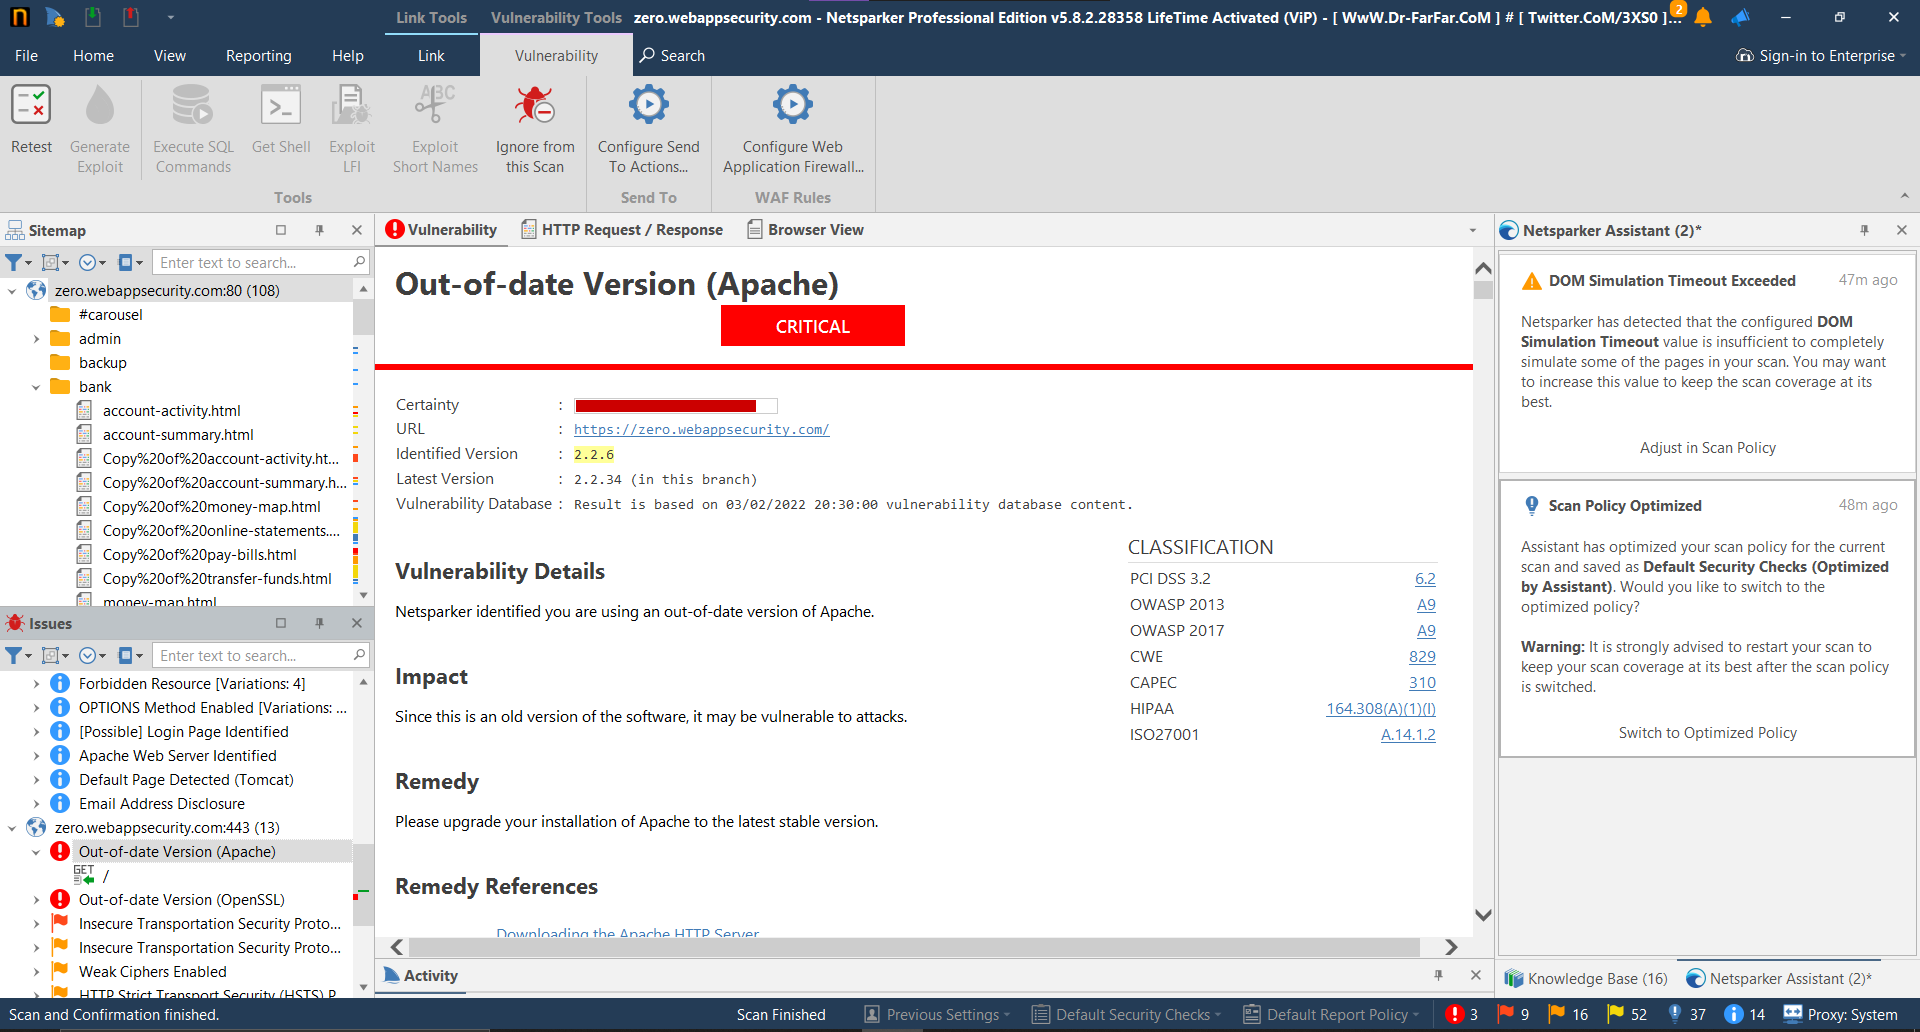 Link Tools
Vulnerability Tools
zero.webappsecurity.com - Netsparker Professional Edition v5.8.2.28358 LifeTime Activated (ViP) - [ WwW.Dr-FarFar.CoM ] # [ Twitter.CoM/3XS0 ]...
2
File
Home
View
Reporting
Help
Link
Vulnerability
Search
Sign-in to Enterprise
Retest
Generate Exploit
Execute SQL Commands
Get Shell
Exploit LFI
ABC
Exploit Short Names
Ignore from this Scan
Configure Send To Actions...
Configure Web Application Firewall...
Tools
Send To
WAF Rules
Sitemap
Enter text to search...
zero.webappsecurity.com:80 (108)
#carousel
admin
backup
bank
account-activity.html
account-summary.html
Copy%20of%20account-activity.ht...
Copy%20of%20account-summary.h...
Copy%20of%20money-map.html
Copy%20of%20online-statements....
Copy%20of%20pay-bills.html
Copy%20of%20transfer-funds.html
money-map.html
Issues
Enter text to search...
Forbidden Resource [Variations: 4]
OPTIONS Method Enabled [Variations: ...
[Possible] Login Page Identified
Apache Web Server Identified
Default Page Detected (Tomcat)
Email Address Disclosure
zero.webappsecurity.com:443 (13)
Out-of-date Version (Apache)
GET /
Out-of-date Version (OpenSSL)
Insecure Transportation Security Proto...
Insecure Transportation Security Proto...
Weak Ciphers Enabled
HTTP Strict Transport Security (HSTS) P
Vulnerability
HTTP Request / Response
Browser View
Out-of-date Version (Apache)
CRITICAL
Certainty :
URL : https://zero.webappsecurity.com/
Identified Version : 2.2.6
Latest Version : 2.2.34 (in this branch)
Vulnerability Database : Result is based on 03/02/2022 20:30:00 vulnerability database content.
Vulnerability Details
Netsparker identified you are using an out-of-date version of Apache.
Impact
Since this is an old version of the software, it may be vulnerable to attacks.
Remedy
Please upgrade your installation of Apache to the latest stable version.
Remedy References
Downloading the Apache HTTP Server
CLASSIFICATION
PCI DSS 3.2 6.2
OWASP 2013 A9
OWASP 2017 A9
CWE 829
CAPEC 310
HIPAA 164.308(A)(1)(I)
ISO27001 A.14.1.2
Activity
Netsparker Assistant (2)*
DOM Simulation Timeout Exceeded 47m ago
Netsparker has detected that the configured DOM
Simulation Timeout value is insufficient to completely
simulate some of the pages in your scan. You may want
to increase this value to keep the scan coverage at its
best.
Adjust in Scan Policy
Scan Policy Optimized 48m ago
Assistant has optimized your scan policy for the current
scan and saved as Default Security Checks (Optimized
by Assistant). Would you like to switch to the
optimized policy?
Warning: It is strongly advised to restart your scan to
keep your scan coverage at its best after the scan policy
is switched.
Switch to Optimized Policy
Knowledge Base (16)
Netsparker Assistant (2)*
Scan and Confirmation finished.
Scan Finished
Previous Settings
Default Security Checks
Default Report Policy
3
9
16
52
37
14
Proxy: System